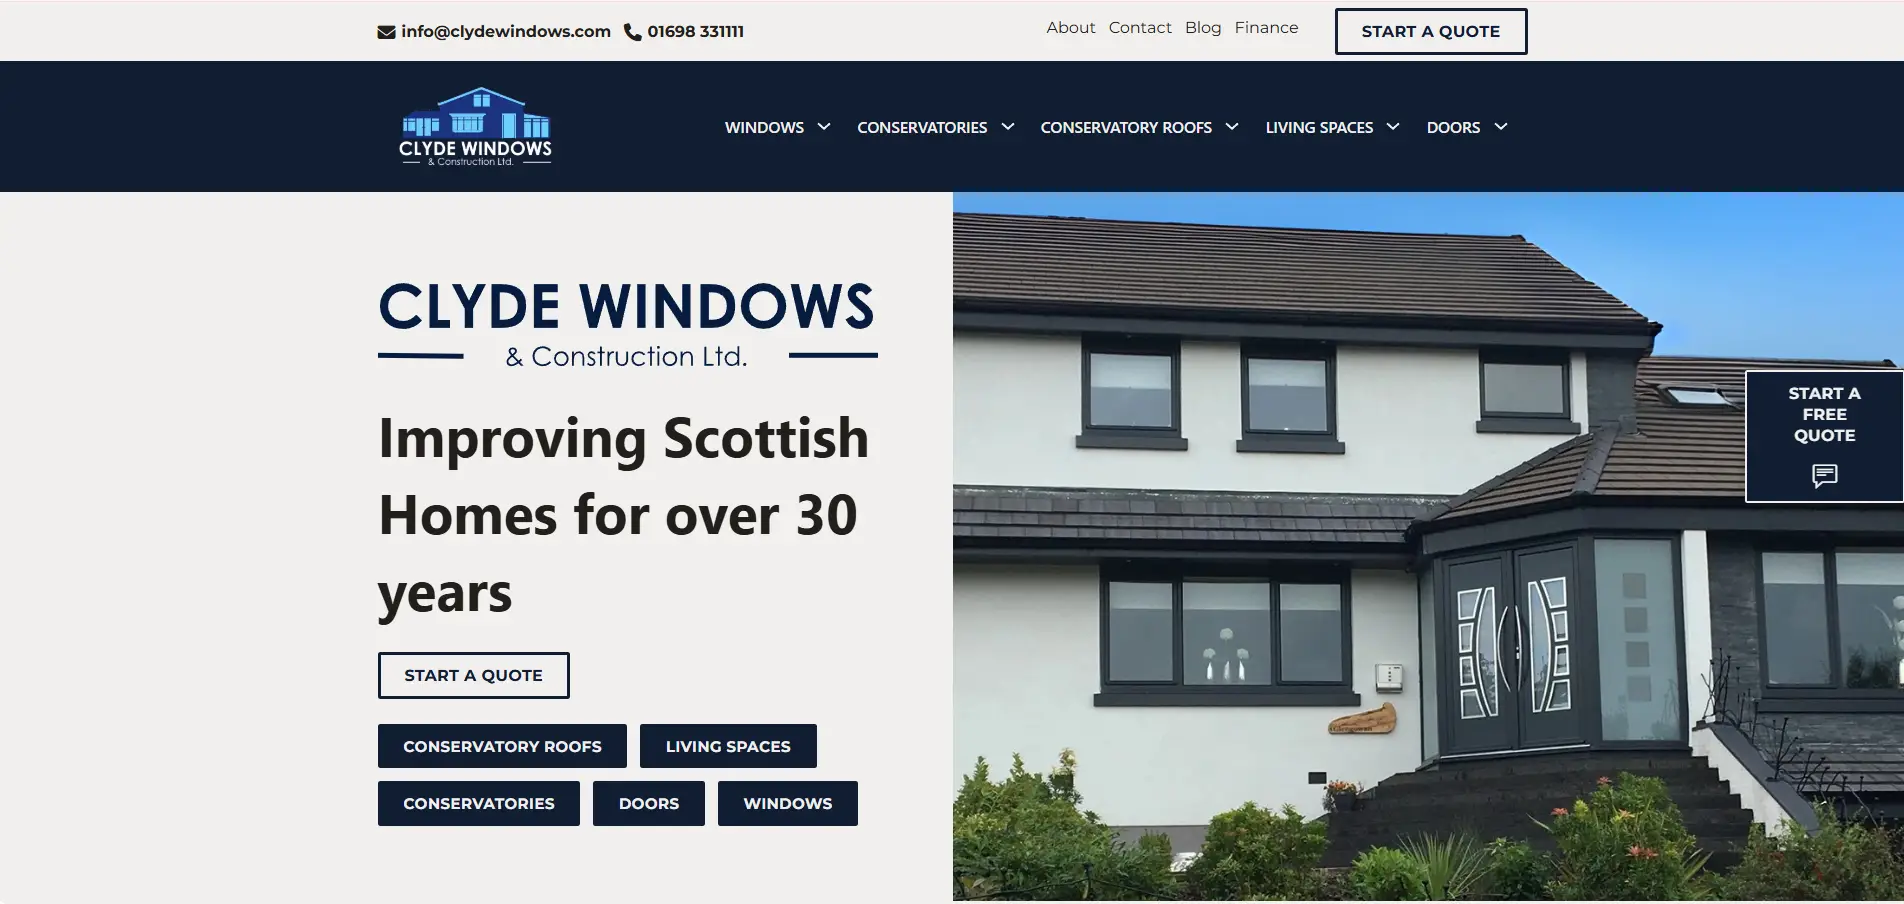 info@clydewindows.com 01698 331111
About Contact Blog Finance
START A QUOTE
CLYDE WINDOWS
& Construction Ltd.
WINDOWS CONSERVATORIES CONSERVATORY ROOFS LIVING SPACES DOORS
CLYDE WINDOWS
& Construction Ltd.
Improving Scottish
Homes for over 30
years
START A QUOTE
CONSERVATORY ROOFS LIVING SPACES
CONSERVATORIES DOORS WINDOWS
START A
FREE
QUOTE